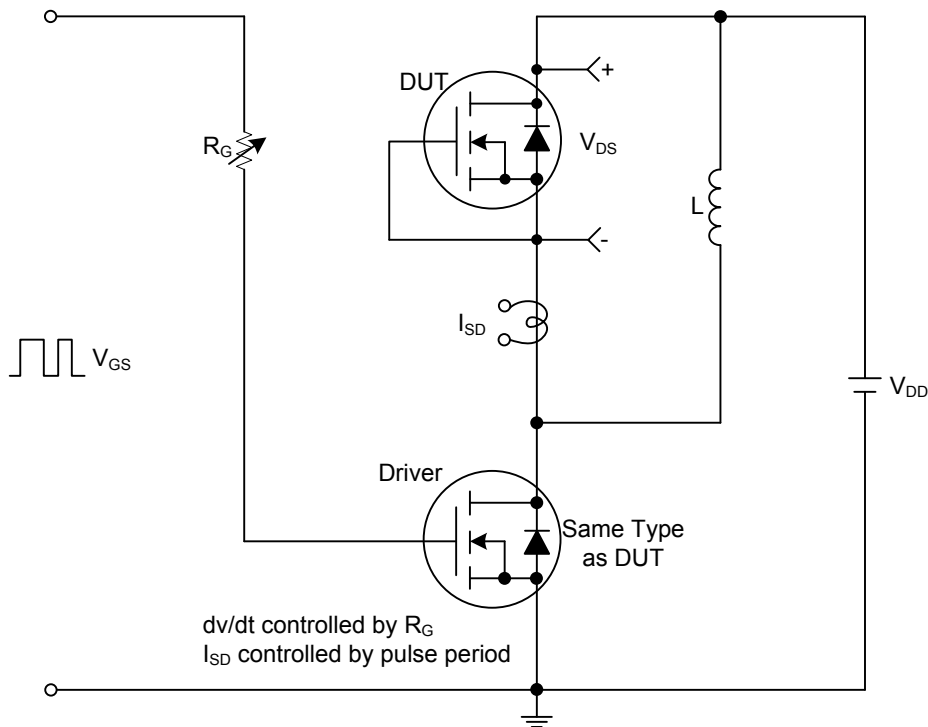 DUT
+
R_G
V_DS
L
-
I_SD
V_GS
V_DD
Driver
Same Type
as DUT
dv/dt controlled by R_G
I_SD controlled by pulse period